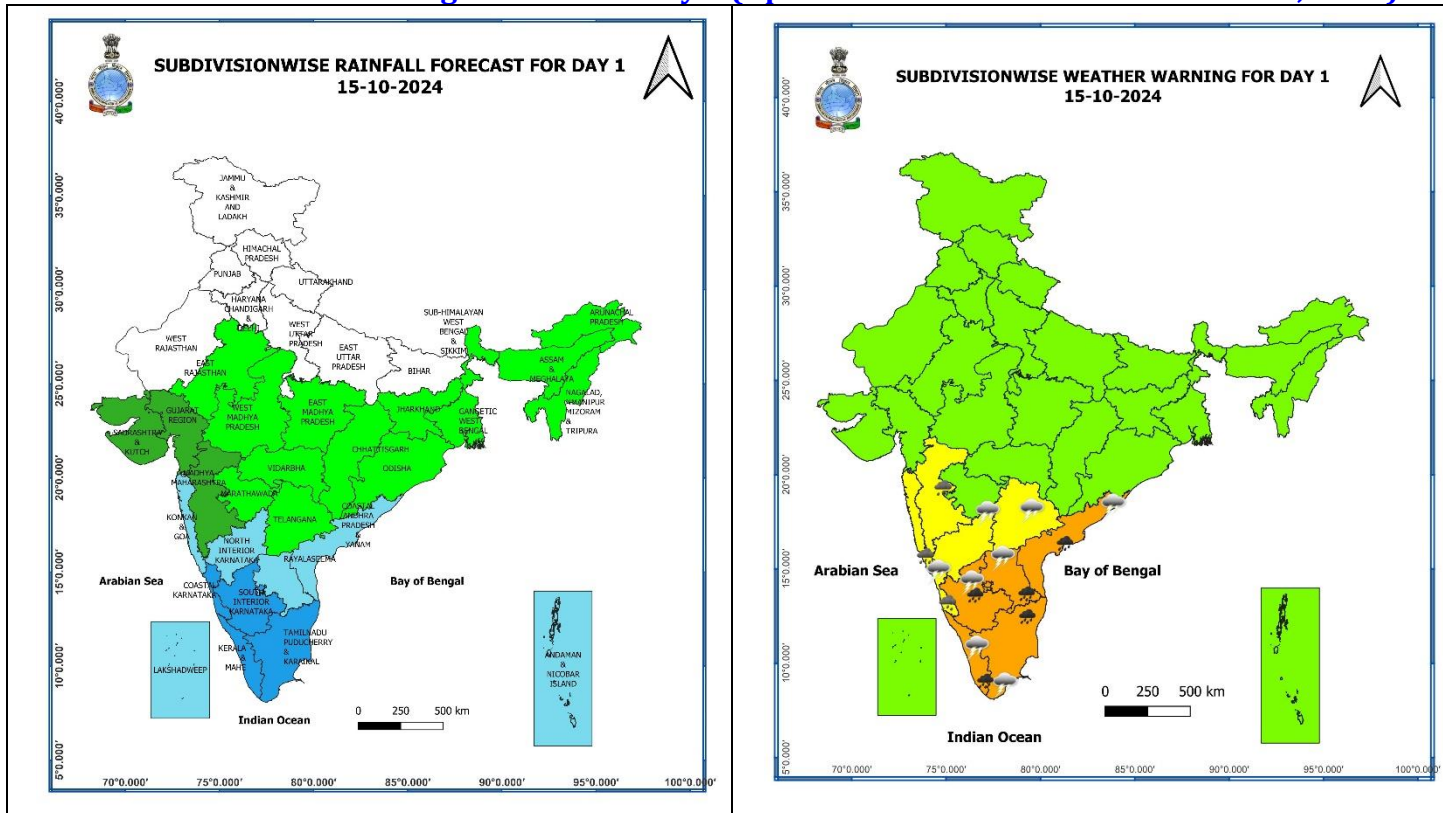 SUBDIVISIONWISE RAINFALL FORECAST FOR DAY 1
15-10-2024
40°0.000'
35°0.000'
30°0.000'
25°0.000'
20°0.000'
15°0.000'
10°0.000'
5°0.000'
JAMMU
&
KASHMIR
AND
LADAKH
HIMACHAL
PRADESH
PUNJAB
UTTARAKHAND
HARYANA
CHANDIGARH
&
DELHI
WEST
RAJASTHAN
WEST
UTTAR
PRADESH
EAST
UTTAR
PRADESH
SUB-HIMALAYAN
WEST
BENGAL
&
SIKKIM
ARUNACHAL
PRADESH
EAST
RAJASTHAN
BIHAR
ASSAM
&
MEGHALAYA
NAGALAD,
MANIPUR
MIZORAM
&
TRIPURA
GUJARAT
REGION
SAURASHTRA
&
KUTCH
WEST
MADHYA
PRADESH
EAST
MADHYA
PRADESH
JHARKHAND
GANGETIC
WEST
BENGAL
CHHATITSGARH
ODISHA
VIDARBHA
MADHYA
MAHARASHTRA
MARATHAWADA
KONKAN
&
GOA
TELANGANA
COASTAL
ANDHRA
PRADESH
&
YANAM
NORTH
INTERIOR
KARNATAKA
RAYALASEEMA
Arabian Sea
Bay of Bengal
COASTAL
KARNATAKA
SOUTH
INTERIOR
KARNATAKA
TAMILNADU
PUDUCHERRY
&
KARAIKAL
KERALA
&
MAHE
LAKSHADWEEP
ANDAMAN
&
NICOBAR
ISLAND
0 250 500 km
Indian Ocean
70°0.000' 75°0.000' 80°0.000' 85°0.000' 90°0.000' 95°0.000' 100°0.000'
SUBDIVISIONWISE WEATHER WARNING FOR DAY 1
15-10-2024
40°0.000'
35°0.000'
30°0.000'
25°0.000'
20°0.000'
15°0.000'
10°0.000'
5°0.000'
Arabian Sea
Bay of Bengal
0 250 500 km
Indian Ocean
70°0.000' 75°0.000' 80°0.000' 85°0.000' 90°0.000' 95°0.000' 100°0.000'